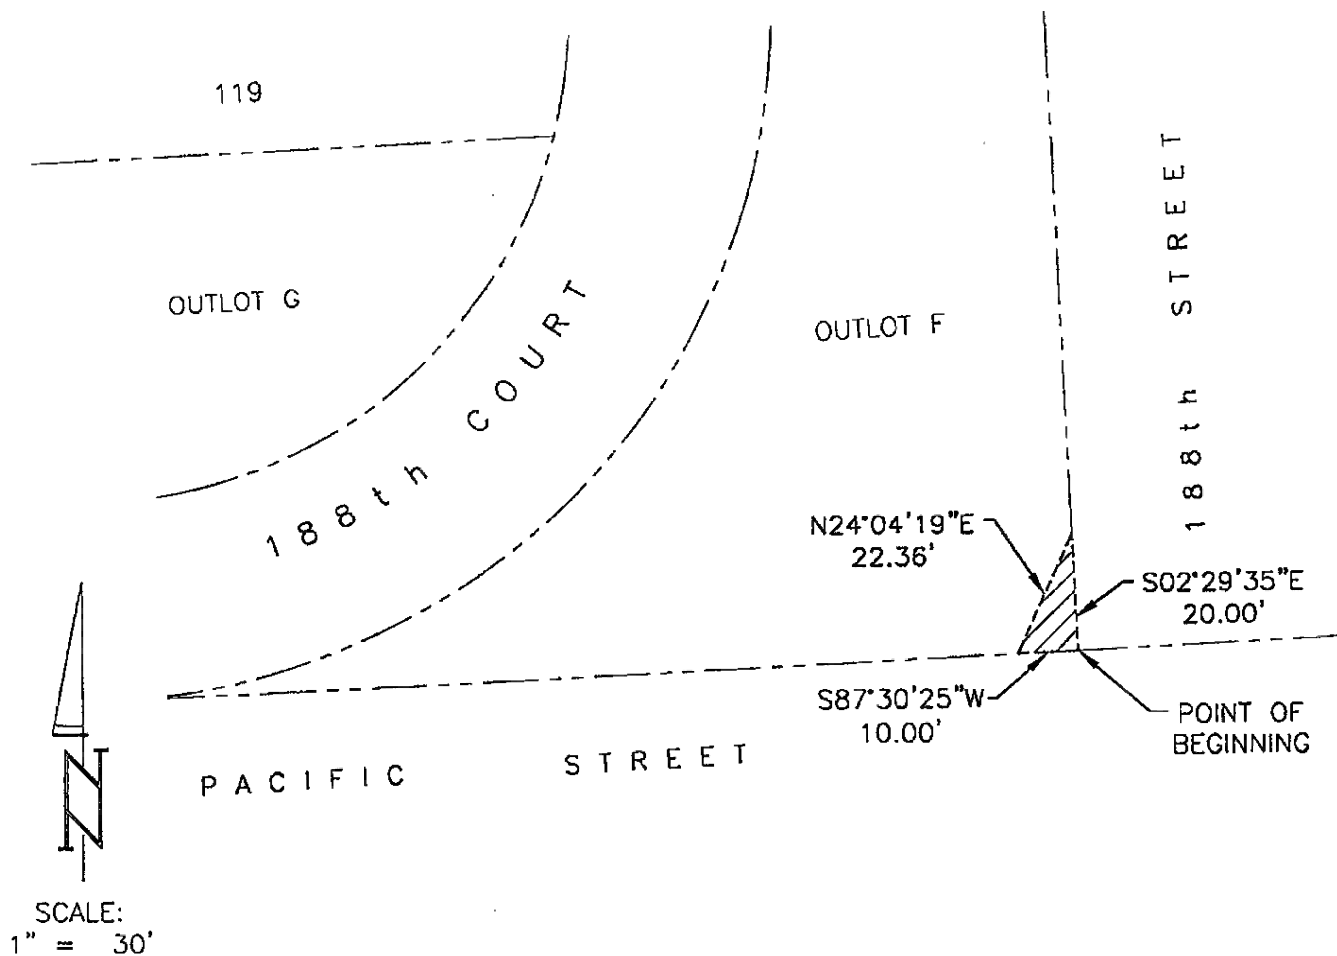 119
OUTLOT G
188th COURT
OUTLOT F
188th STREET
N24°04'19"E
22.36'
S02°29'35"E
20.00'
S87°30'25"W
10.00'
POINT OF
BEGINNING
PACIFIC STREET
N
SCALE:
1" = 30'